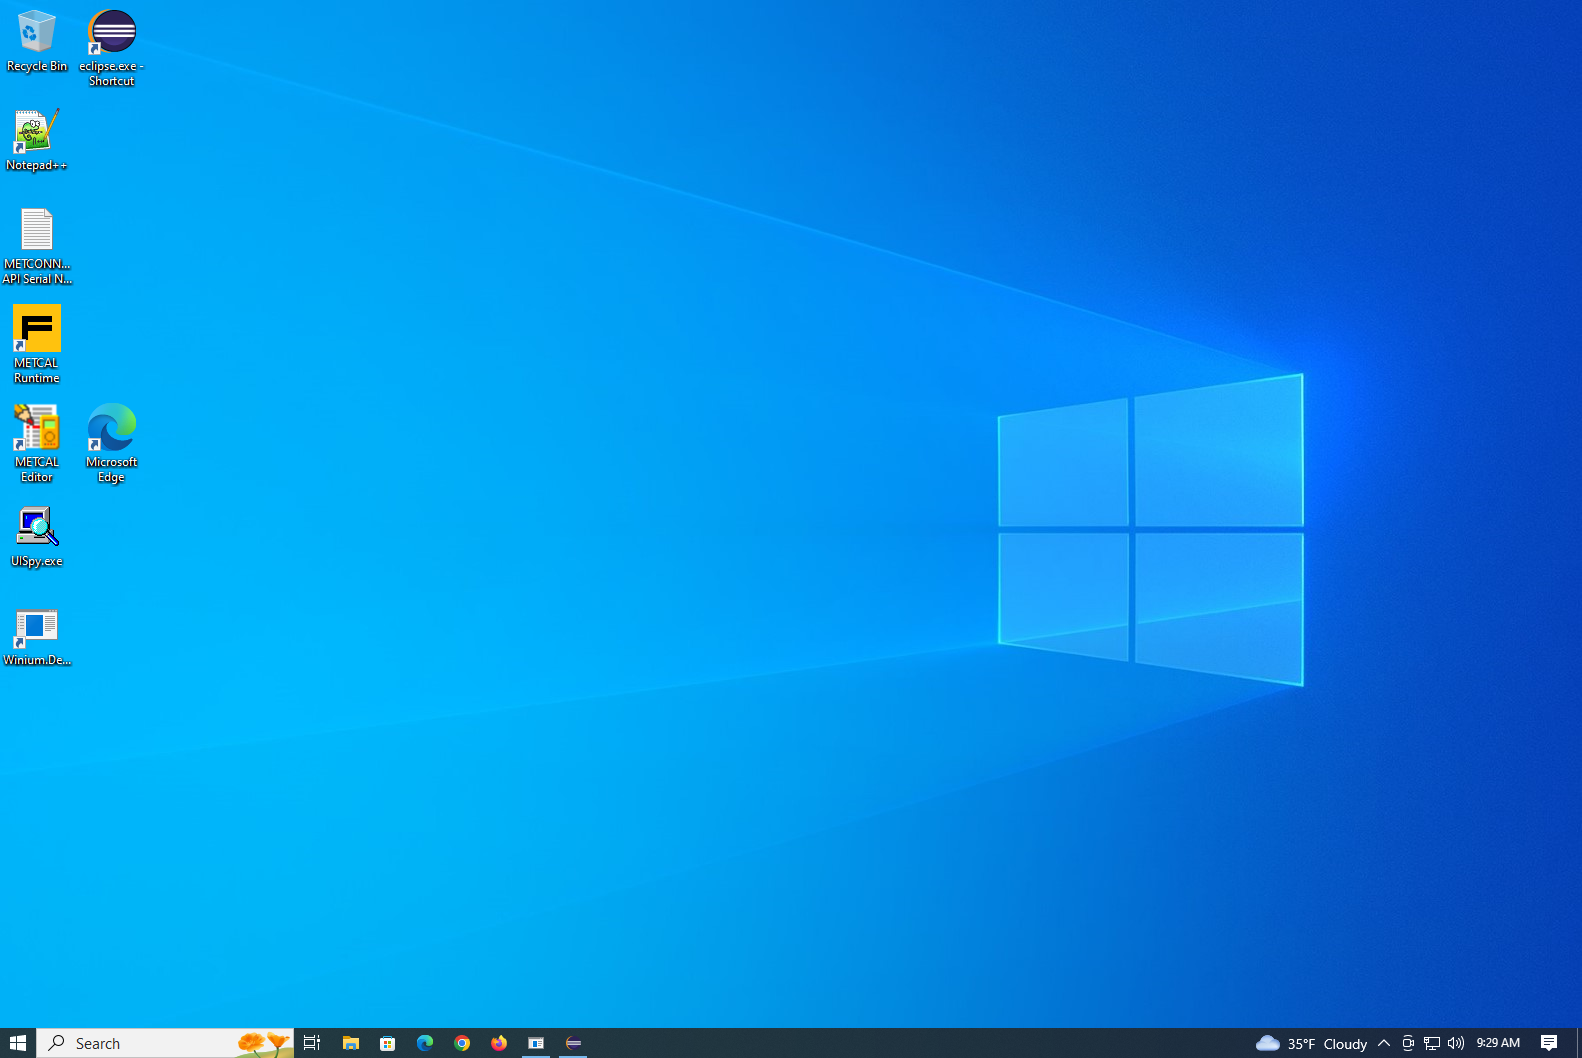 Recycle Bin
eclipse.exe -
Shortcut
Notepad++
METCONN...
API Serial N...
METCAL
Runtime
METCAL
Editor
Microsoft
Edge
UISpy.exe
Winium.De...
Search
35°F Cloudy
9:29 AM